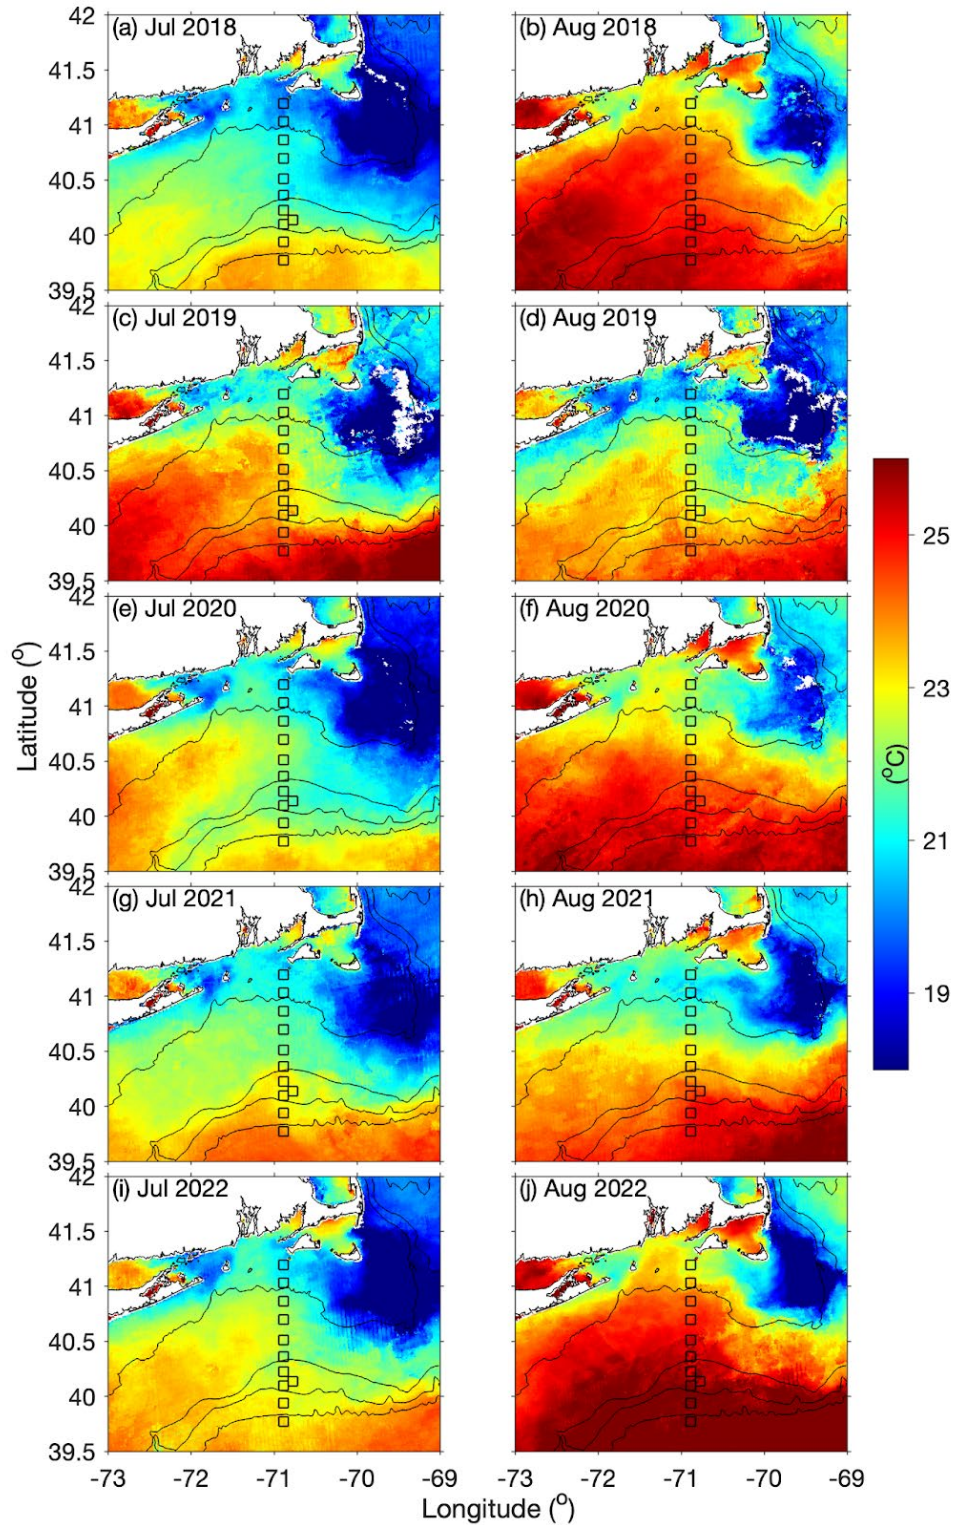 (a) Jul 2018
(b) Aug 2018
42
41.5
41
40.5
40
39.5
(c) Jul 2019
(d) Aug 2019
42
41.5
41
40.5
40
39.5
(e) Jul 2020
(f) Aug 2020
42
41.5
41
40.5
40
39.5
(g) Jul 2021
(h) Aug 2021
42
41.5
41
40.5
40
39.5
(i) Jul 2022
(j) Aug 2022
42
41.5
41
40.5
40
39.5
-73 -72 -71 -70 -69
-73 -72 -71 -70 -69
Latitude (º)
Longitude (º)
25
23
21
19
(ºC)